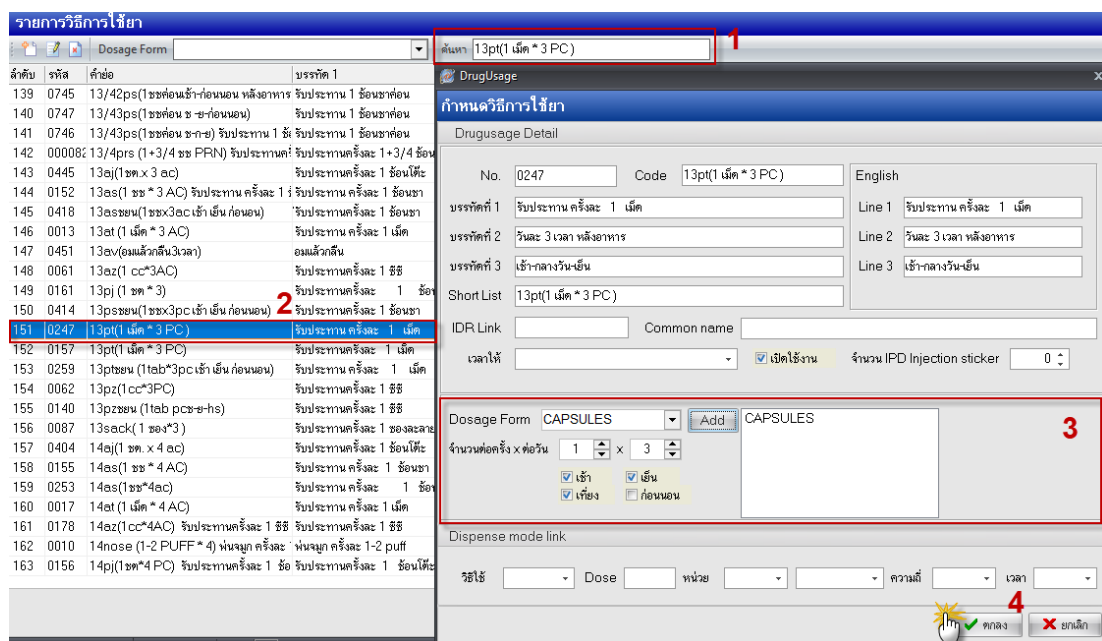 รายการวิธีการใช้ยา
Dosage Form
ค้นหา 13pt(1 เม็ด * 3 PC )
1
ลำดับ รหัส คำย่อ บรรทัด 1
139 0745 13/42ps(1ชชค่อนเช้า-ก่อนนอน หลังอาหาร รับประทาน 1 ช้อนชาค่อน
140 0747 13/43ps(1ชชค่อน ช -ย-ก่อนนอน) รับประทาน 1 ช้อนชาค่อน
141 0746 13/43ps(1ชชค่อน ช-ก-ย) รับประทาน 1 ช้ รับประทาน 1 ช้อนชาค่อน
142 000082 13/4prs (1+3/4 ชช PRN) รับประทานค รับประทานครั้งละ 1+3/4 ช้อน
143 0445 13aj(1ชต.x 3 ac) รับประทานครั้งละ 1 ช้อนโต๊ะ
144 0152 13as(1 ชช * 3 AC) รับประทาน ครั้งละ 1 รับประทาน ครั้งละ 1 ช้อนชา
145 0418 13asชยน(1ชชx3ac เช้า เย็น ก่อนนอน) รับประทานครั้งละ 1 ช้อนชา
146 0013 13at (1 เม็ด * 3 AC) รับประทานครั้งละ 1 เม็ด
147 0451 13av(อมแล้วกลืน3เวลา) อมแล้วกลืน
148 0061 13az(1 cc*3AC) รับประทานครั้งละ 1 ซีซี
149 0161 13pj (1 ชต * 3) รับประทานครั้งละ 1 ช้อ
150 0414 13psชยน(1ชชx3pc เช้า เย็น ก่อนนอน) รับประทานครั้งละ 1 ช้อนชา
2
151 0247 13pt(1 เม็ด * 3 PC ) รับประทาน ครั้งละ 1 เม็ด
152 0157 13pt(1 เม็ด * 3 PC) รับประทานครั้งละ 1 เม็ด
153 0259 13ptชยน (1tab*3pc เช้า เย็น ก่อนนอน) รับประทาน ครั้งละ 1 เม็ด
154 0062 13pz(1cc*3PC) รับประทานครั้งละ 1 ซีซี
155 0140 13pzชยน (1tab pcช-ย-hs) รับประทานครั้งละ 1 ซีซี
156 0087 13sack( 1 ซอง*3 ) รับประทานครั้งละ 1 ซองละลาย
157 0404 14aj(1 ชต. x 4 ac) รับประทานครั้งละ 1 ช้อนโต๊ะ
158 0155 14as(1 ชช * 4 AC) รับประทาน ครั้งละ 1 ช้อนชา
159 0253 14as(1ชช*4ac) รับประทาน ครั้งละ 1 ช้อ
160 0017 14at (1 เม็ด * 4 AC) รับประทานครั้งละ 1 เม็ด
161 0178 14az(1cc*4AC) รับประทานครั้งละ 1 ซีซี รับประทานครั้งละ 1 ซีซี
162 0010 14nose (1-2 PUFF * 4) พ่นจมูก ครั้งละ พ่นจมูก ครั้งละ 1-2 puff
163 0156 14pj(1ชต*4 PC) รับประทานครั้งละ 1 ช้อ รับประทานครั้งละ 1 ช้อนโต๊ะ
DrugUsage
x
กำหนดวิธีการใช้ยา
Drugusage Detail
No. 0247 Code 13pt(1 เม็ด * 3 PC )
English
บรรทัดที่ 1 รับประทาน ครั้งละ 1 เม็ด
Line 1 รับประทาน ครั้งละ 1 เม็ด
บรรทัดที่ 2 วันละ 3 เวลา หลังอาหาร
Line 2 วันละ 3 เวลา หลังอาหาร
บรรทัดที่ 3 เช้า-กลางวัน-เย็น
Line 3 เช้า-กลางวัน-เย็น
Short List 13pt(1 เม็ด * 3 PC )
IDR Link Common name
เวลาให้ เปิดใช้งาน จำนวน IPD Injection sticker 0
Dosage Form CAPSULES Add CAPSULES
3
จำนวนต่อครั้ง x ต่อวัน 1 x 3
เช้า เย็น
เที่ยง ก่อนนอน
Dispense mode link
วิธีใช้ Dose หน่วย ความถี่ เวลา
4
ตกลง ยกเลิก